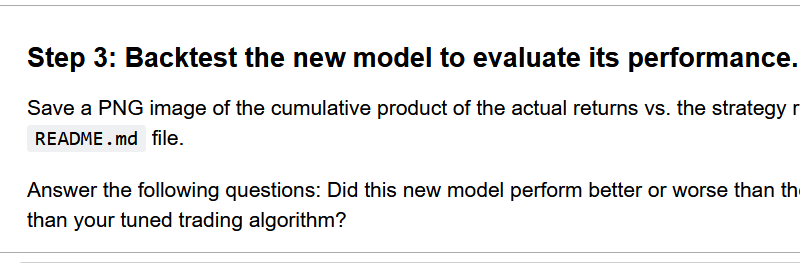 Step 3: Backtest the new model to evaluate its performance.
Save a PNG image of the cumulative product of the actual returns vs. the strategy
README.md file.
Answer the following questions: Did this new model perform better or worse than
than your tuned trading algorithm?